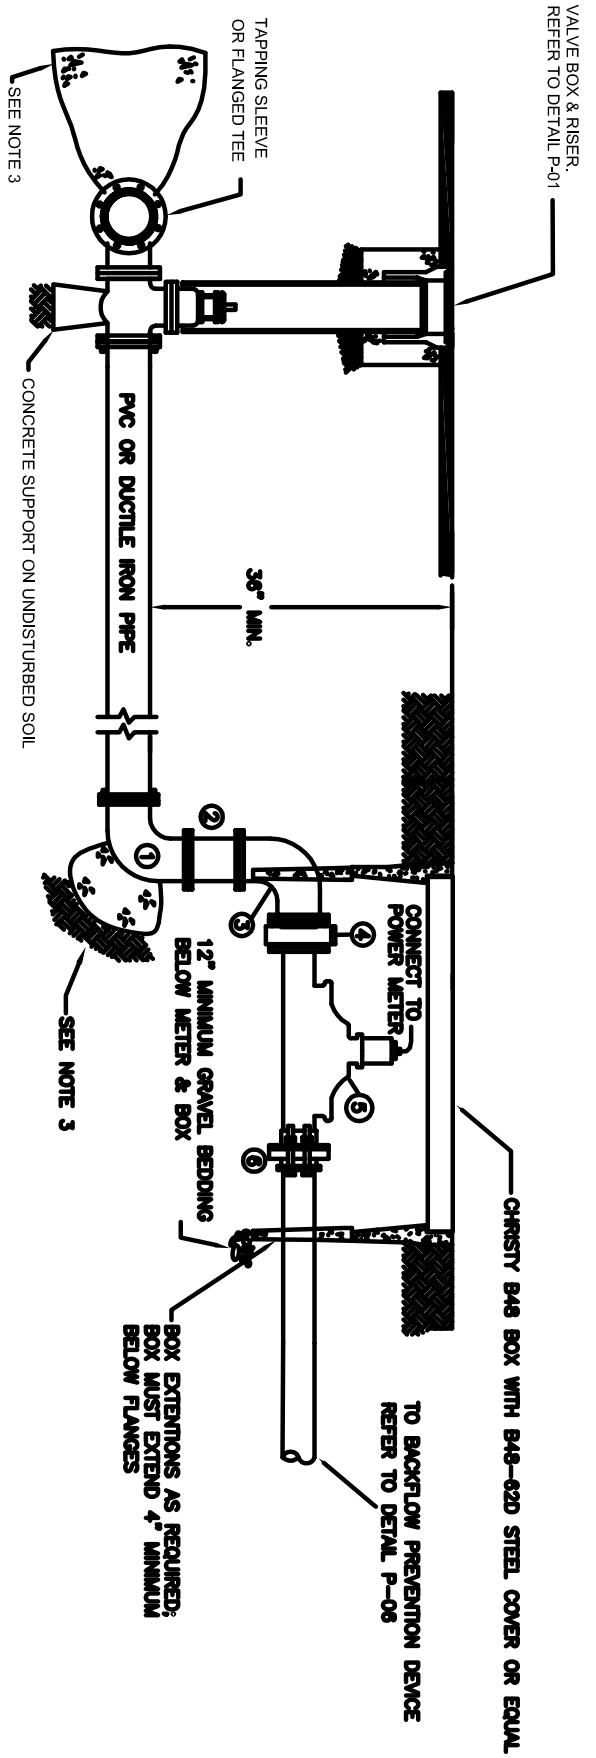 VALVE BOX & RISER.
REFER TO DETAIL P-01
TAPPING SLEEVE
OR FLANGED TEE
SEE NOTE 3
CONCRETE SUPPORT ON UNDISTURBED SOIL
PVC OR DUCTILE IRON PIPE
36" MIN.
CHRISTY B48 BOX WITH B48-62D STEEL COVER OR EQUAL
CONNECT TO
POWER METER
1
2
3
4
5
6
12" MINIMUM GRAVEL BEDDING
BELOW METER & BOX
SEE NOTE 3
TO BACKFLOW PREVENTION DEVICE
REFER TO DETAIL P-06
BOX EXTENTIONS AS REQUIRED;
BOX MUST EXTEND 4" MINIMUM
BELOW FLANGES